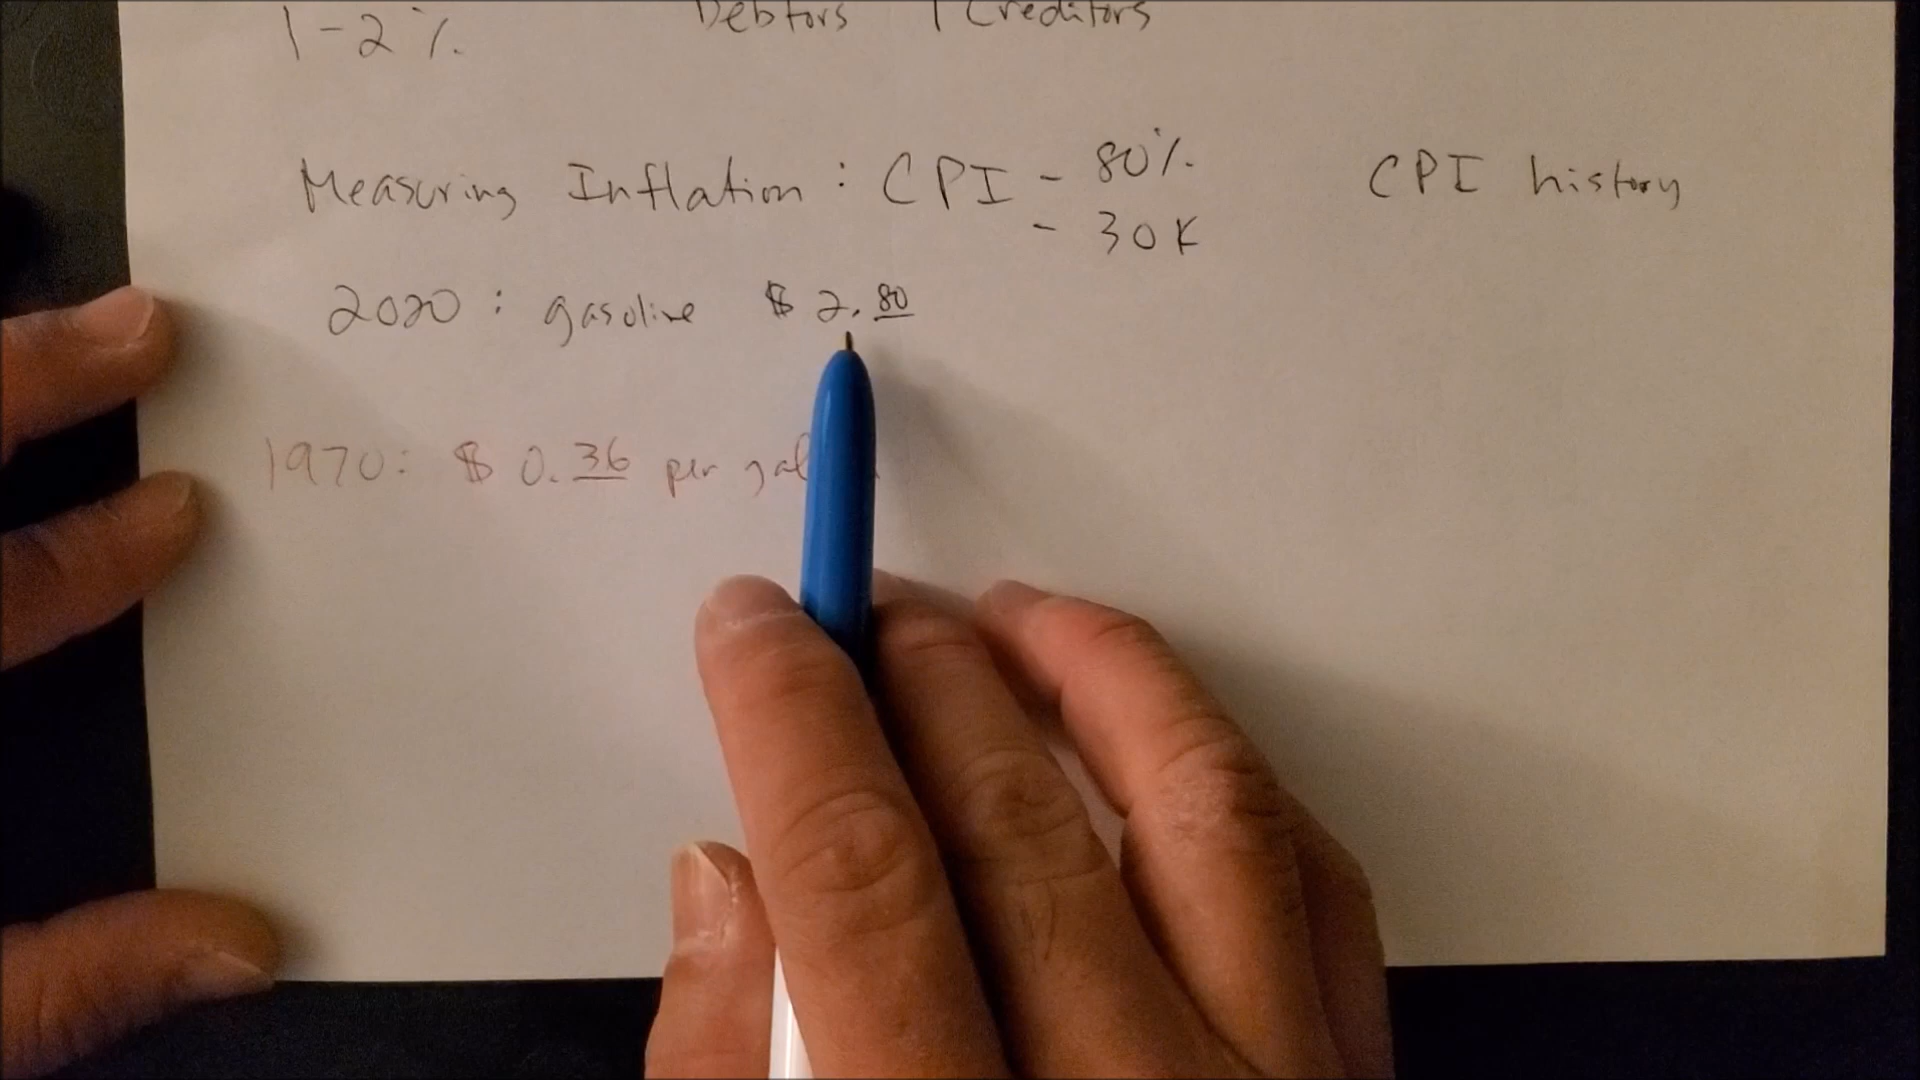 1-2%
Debtors | Creditors
Measuring Inflation : CPI - 80%
- 30K
CPI history
2020 : gasoline $2.80
1970: $0.36 per gal